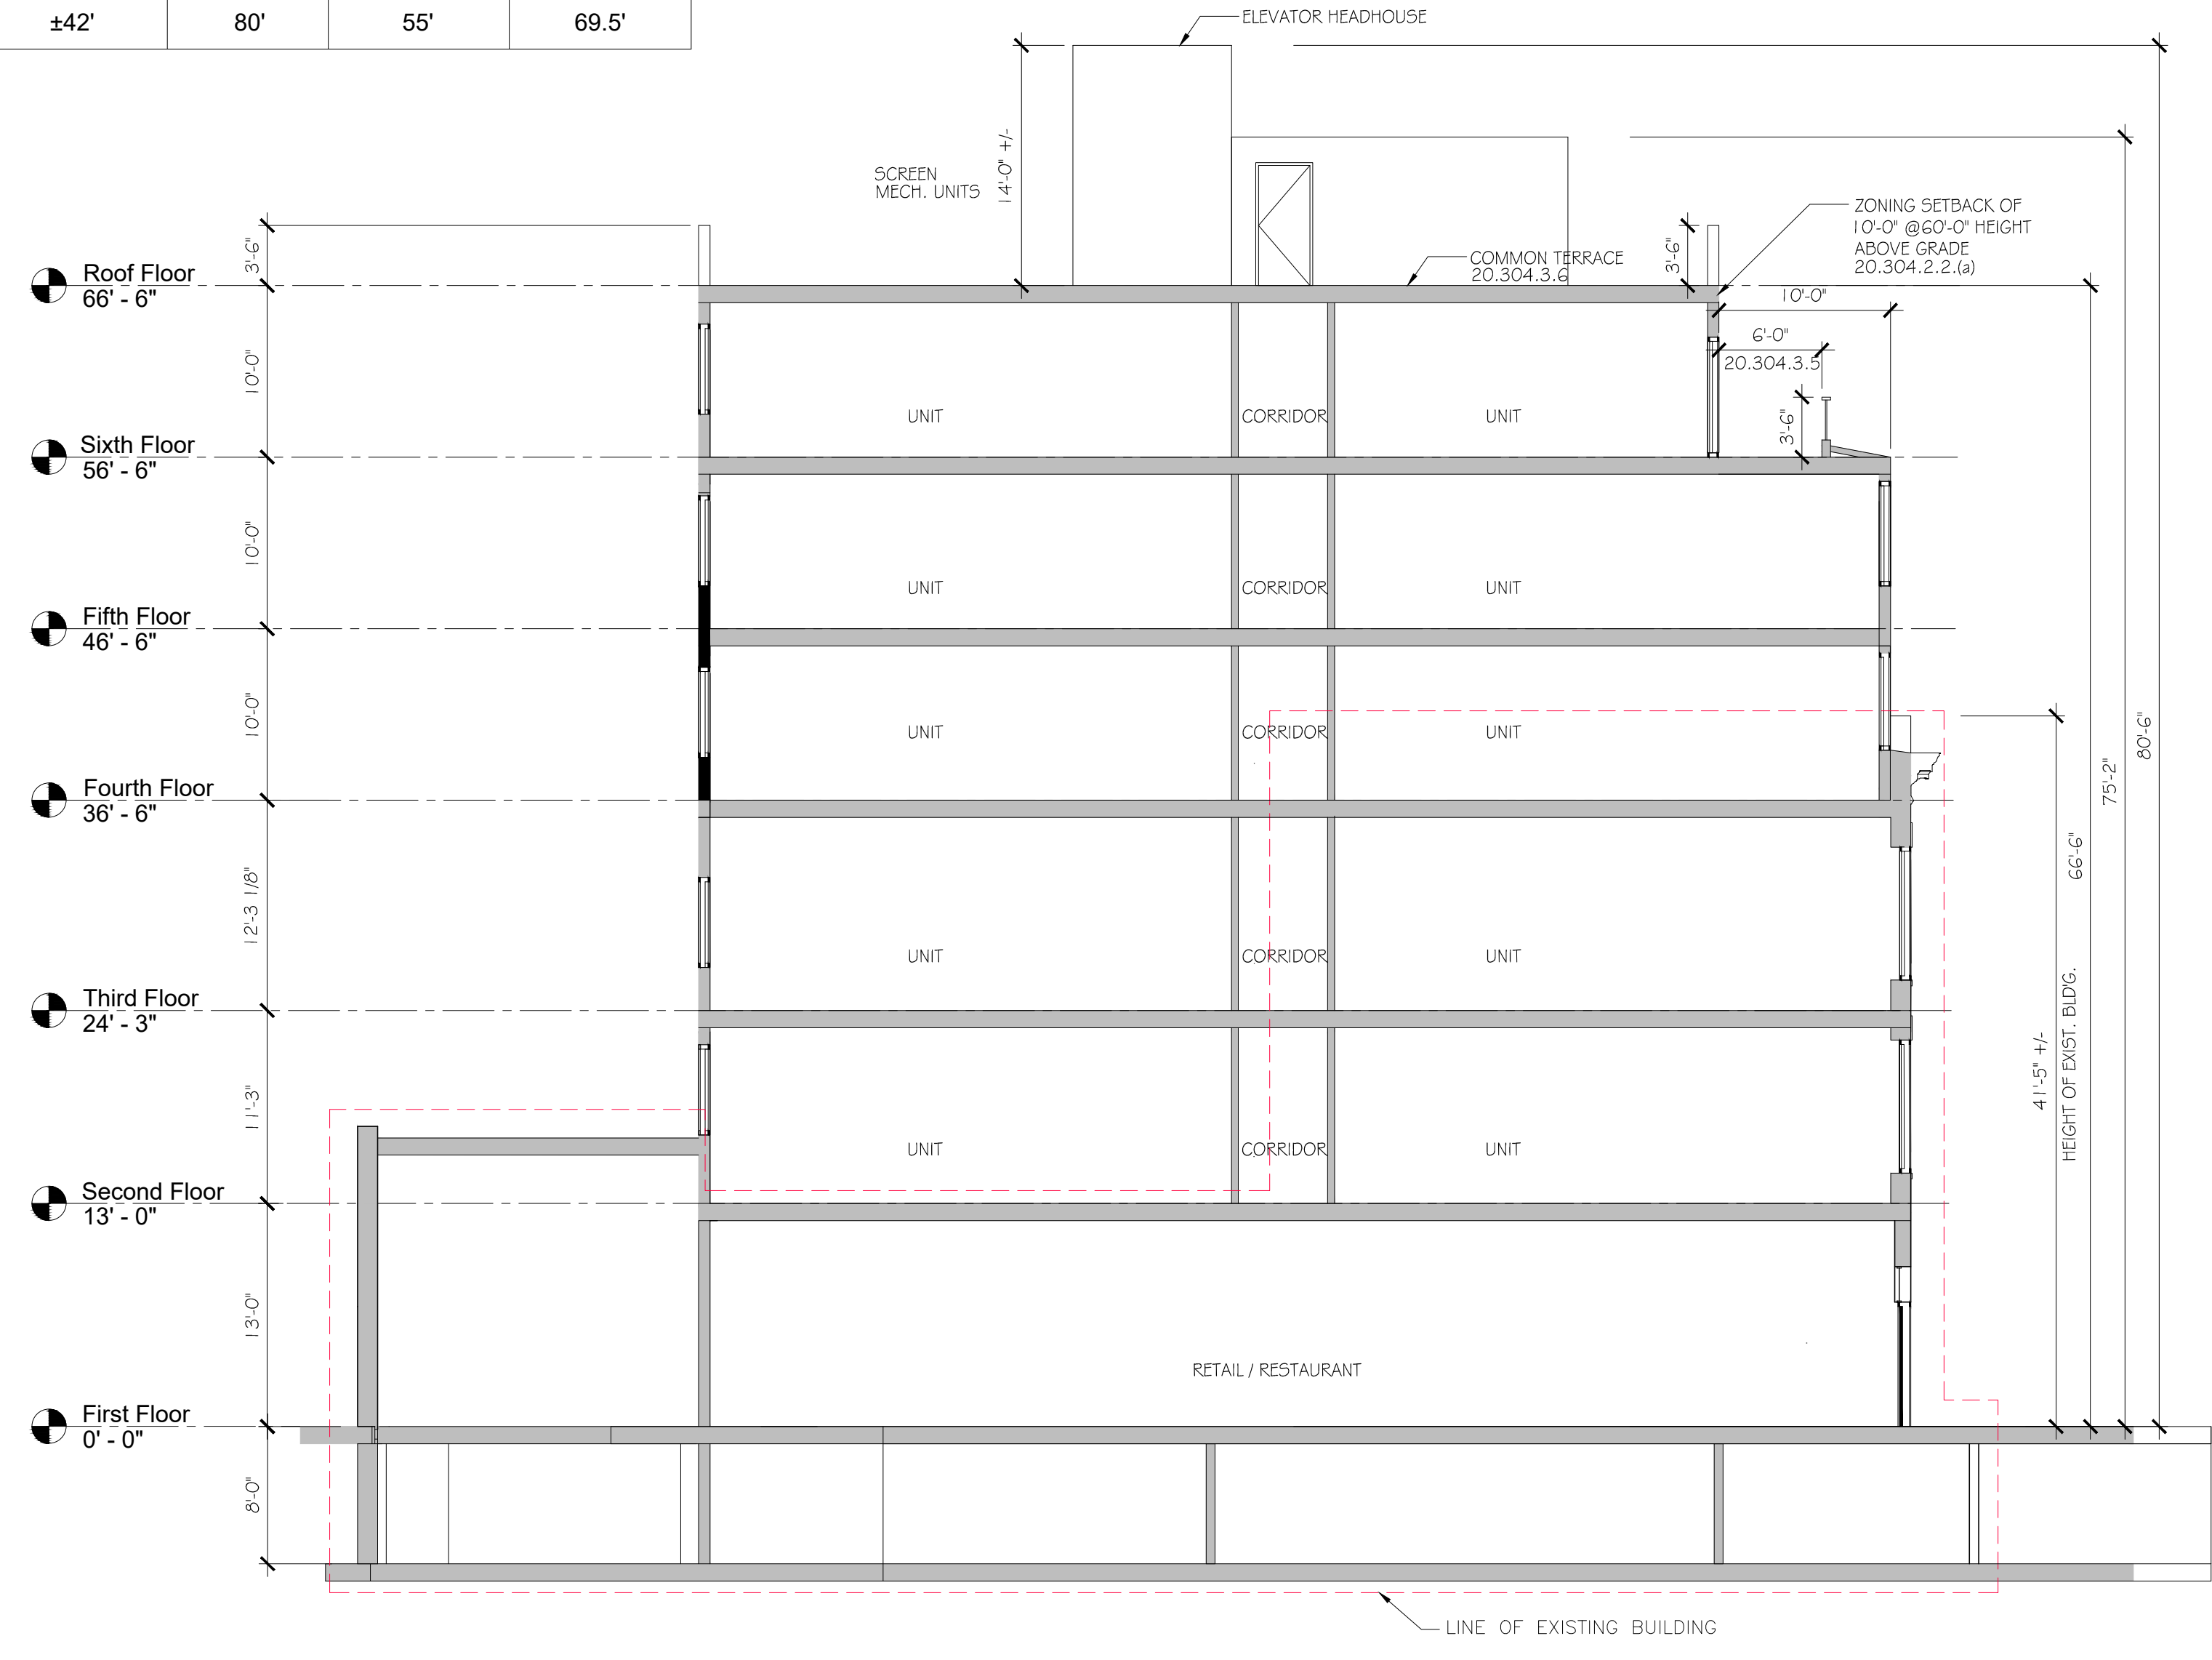 ±42' 80' 55' 69.5'
ELEVATOR HEADHOUSE
14'-0" +/-
SCREEN
MECH. UNITS
ZONING SETBACK OF
10'-0" @60'-0" HEIGHT
ABOVE GRADE
20.304.2.2.(a)
3'-6"
3'-6"
COMMON TERRACE
20.304.3.6
Roof Floor
66' - 6"
10'-0"
6'-0"
20.304.3.5
10'-0"
3'-6"
UNIT CORRIDOR UNIT
Sixth Floor
56' - 6"
10'-0"
UNIT CORRIDOR UNIT
Fifth Floor
46' - 6"
10'-0"
UNIT CORRIDOR UNIT
80'-6"
75'-2"
Fourth Floor
36' - 6"
66'-6"
12'-3 1/8"
UNIT CORRIDOR UNIT
Third Floor
24' - 3"
41'-5" +/-
HEIGHT OF EXIST. BLD'G.
11'-3"
UNIT CORRIDOR UNIT
Second Floor
13' - 0"
13'-0"
RETAIL / RESTAURANT
First Floor
0' - 0"
8'-0"
LINE OF EXISTING BUILDING